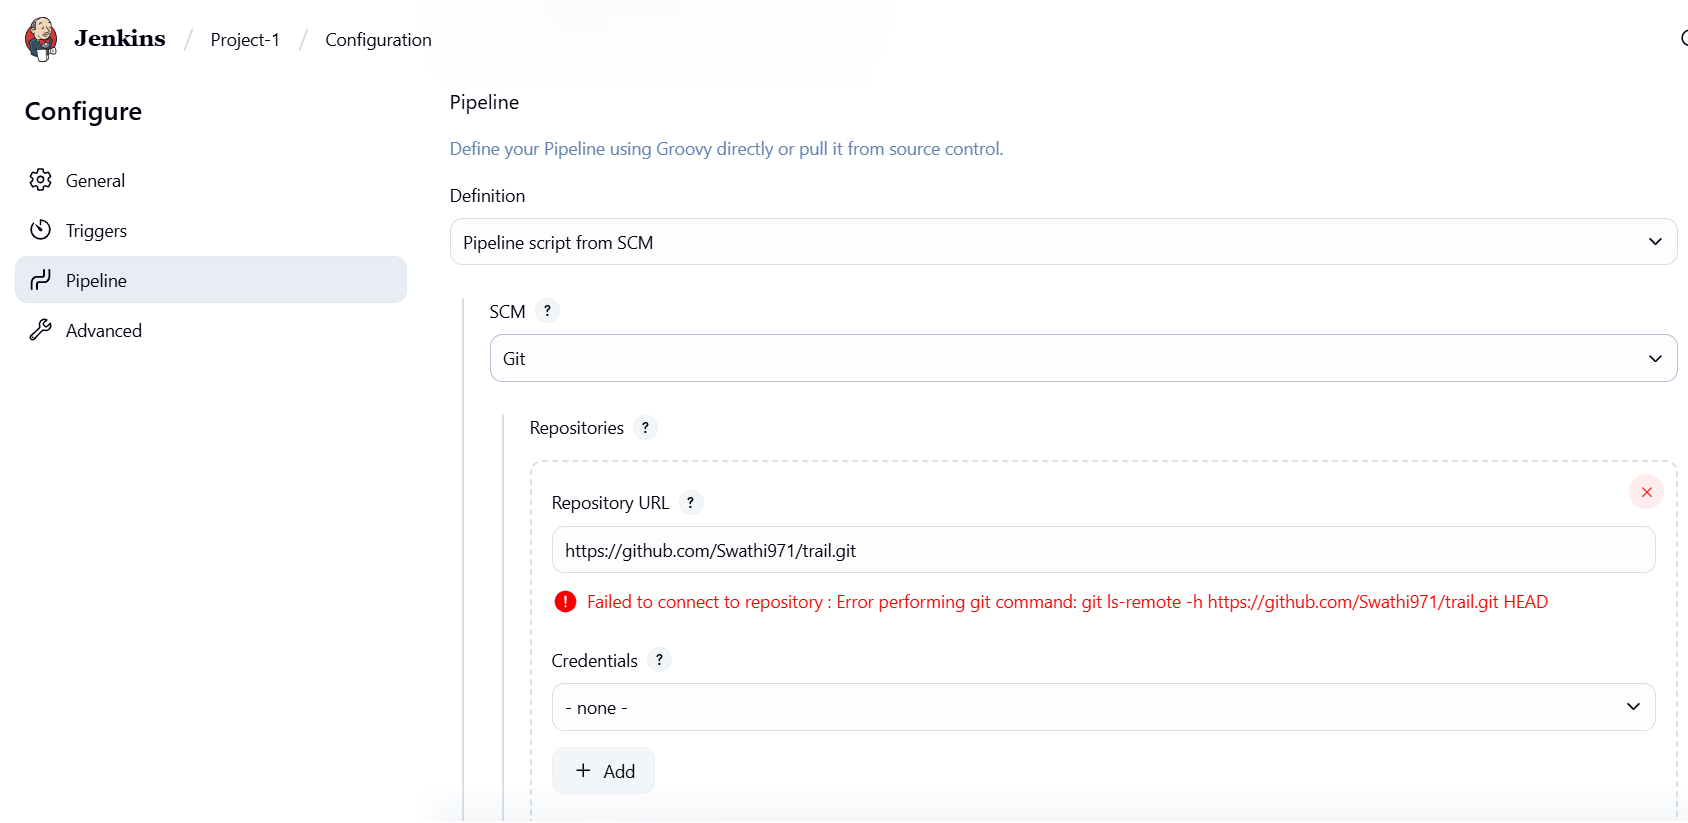 Jenkins / Project-1 / Configuration
Configure
General
Triggers
Pipeline
Advanced
Pipeline
Define your Pipeline using Groovy directly or pull it from source control.
Definition
Pipeline script from SCM
SCM ?
Git
Repositories ?
Repository URL ?
https://github.com/Swathi971/trail.git
Failed to connect to repository : Error performing git command: git ls-remote -h https://github.com/Swathi971/trail.git HEAD
Credentials ?
- none -
+ Add